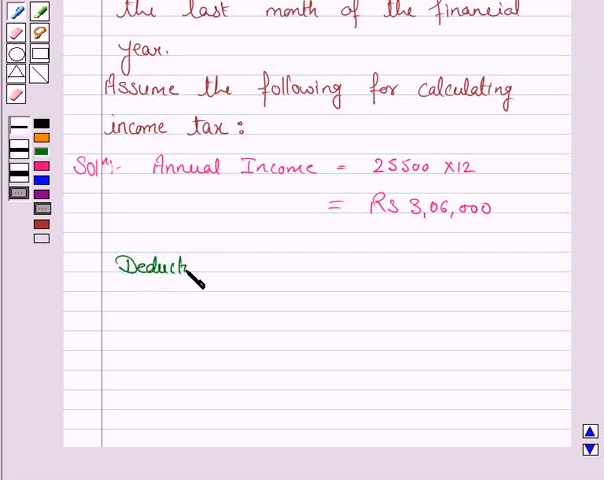 the last month of the financial
year.
Assume the following for calculating
income tax :
Solⁿ:- Annual Income = 25500 X12
= Rs 3,06,000
Deduct